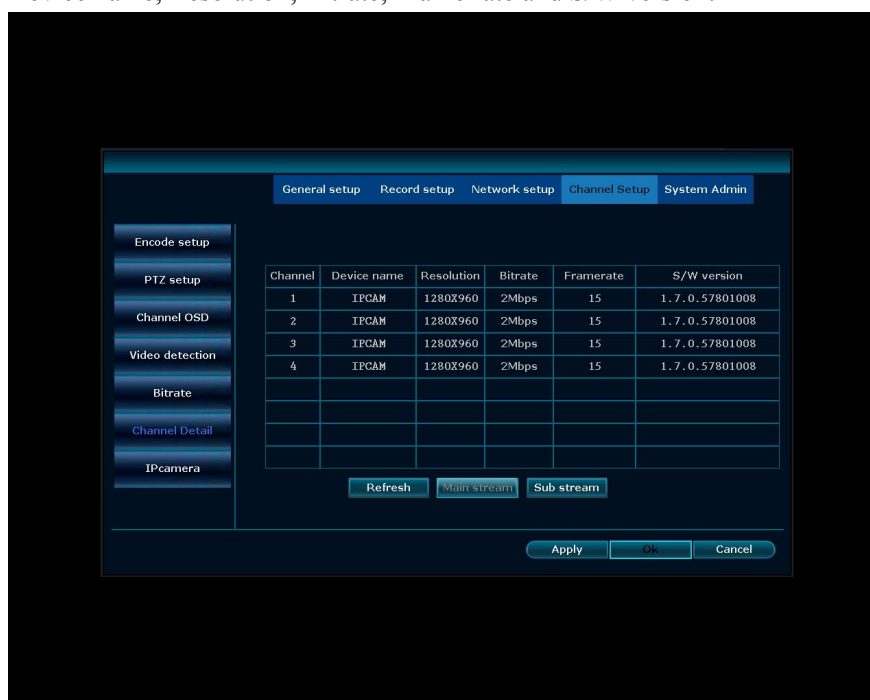 General setup Record setup Network setup Channel Setup System Admin
Encode setup
PTZ setup
Channel OSD
Video detection
Bitrate
Channel Detail
IPcamera
Channel Device name Resolution Bitrate Framerate S/W version
1 IPCAM 1280X960 2Mbps 15 1.7.0.57801008
2 IPCAM 1280X960 2Mbps 15 1.7.0.57801008
3 IPCAM 1280X960 2Mbps 15 1.7.0.57801008
4 IPCAM 1280X960 2Mbps 15 1.7.0.57801008
Refresh Main stream Sub stream
Apply Ok Cancel